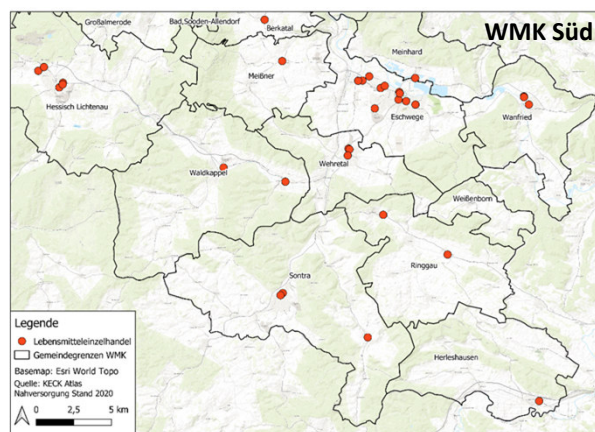 WMK Süd
Großalmerode
Bad Sooden-Allendorf
Berkatal
Meinhard
Meißner
Hessisch Lichtenau
Eschwege
Wanfried
Wehretal
Waldkappel
Weißenborn
Ringgau
Sontra
Herleshausen
Legende
Lebensmitteleinzelhandel
Gemeindegrenzen WMK
Basemap: Esri World Topo
Quelle: KECK Atlas
Nahversorgung Stand 2020
0 2,5 5 km